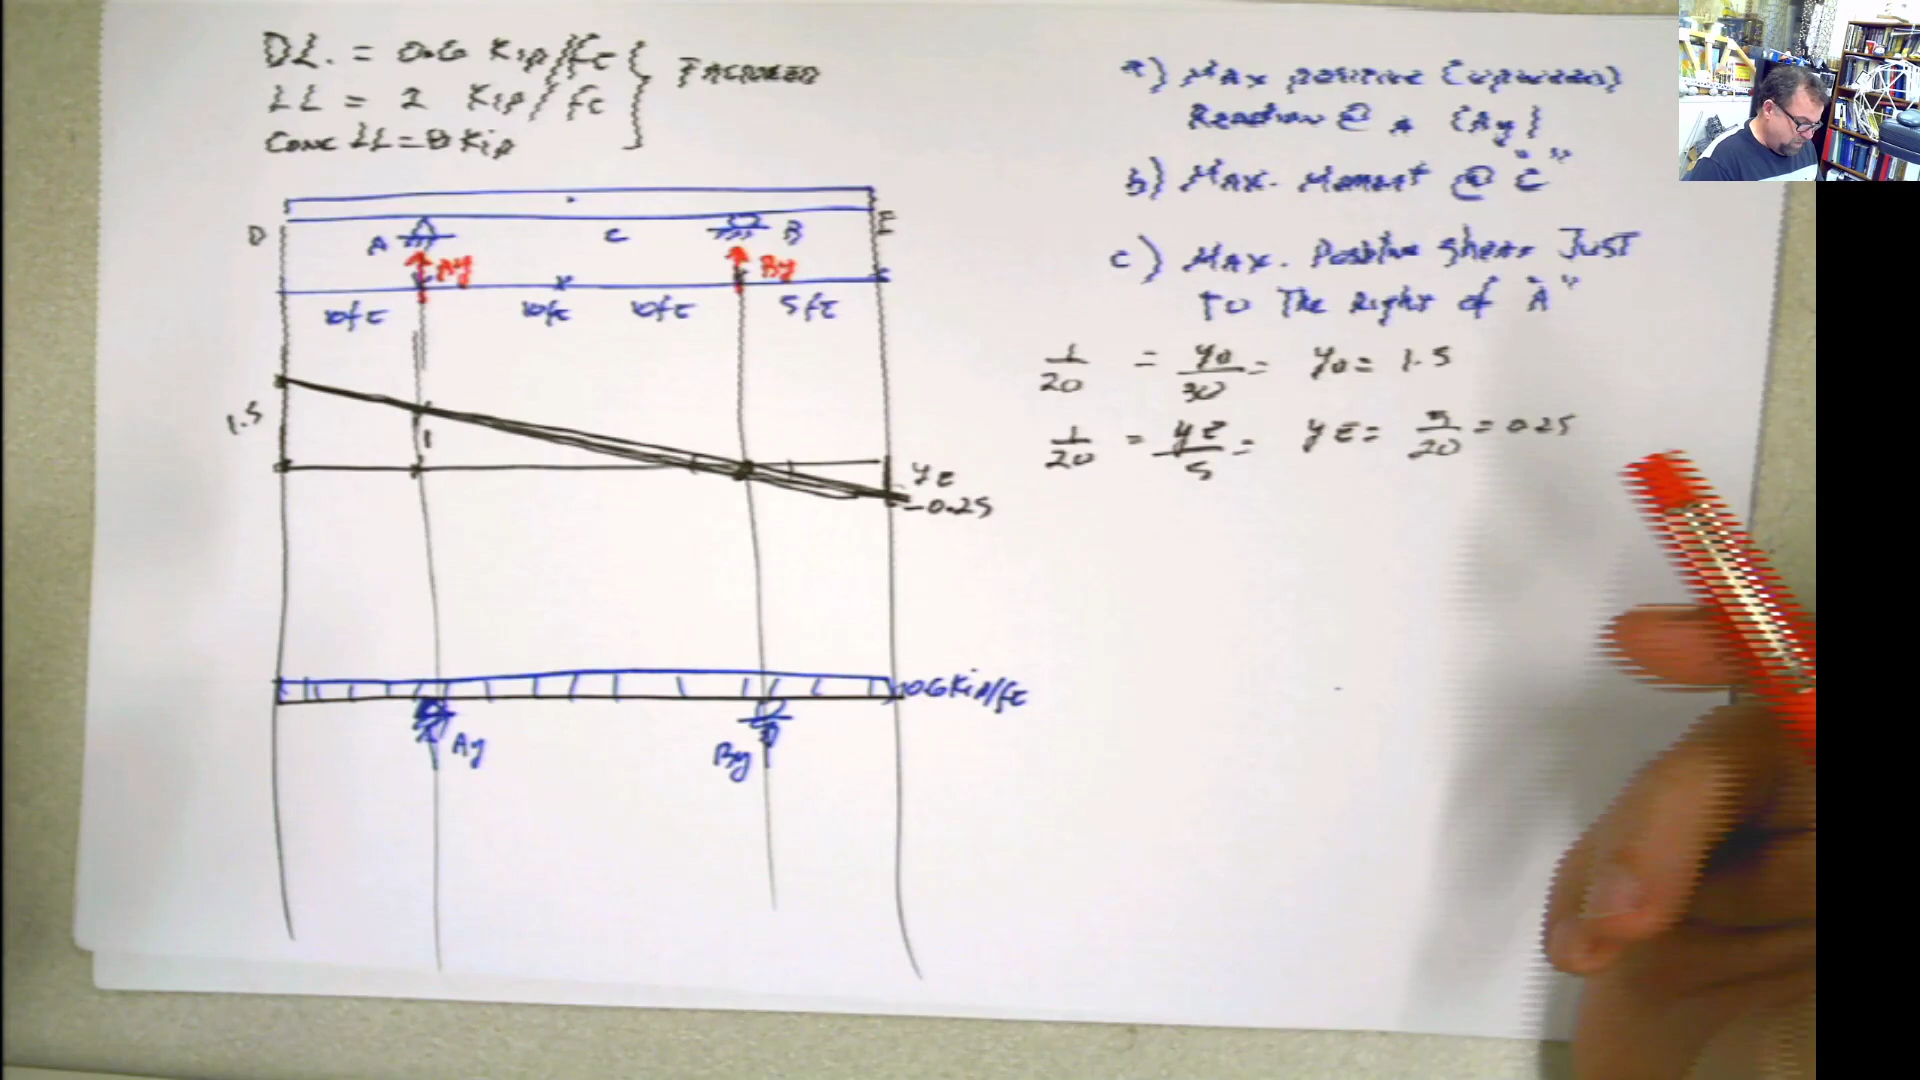 DL. = 0.6 Kip/ft
LL = 2 Kip/ft
Conc LL = 8 Kip
FACTORED
D A C B E
Ay By
10ft 10ft 10ft 5ft
1.5
1
yE
-0.25
0.6 Kip/ft
Ay By
a) Max positive (upward)
Reaction @ A {Ay}
b) Max. Moment @ "C"
c) Max. Positive Shear Just
to The Right of "A"
1/20 = yD/30 = yD = 1.5
1/20 = yE/5 = yE = 5/20 = 0.25